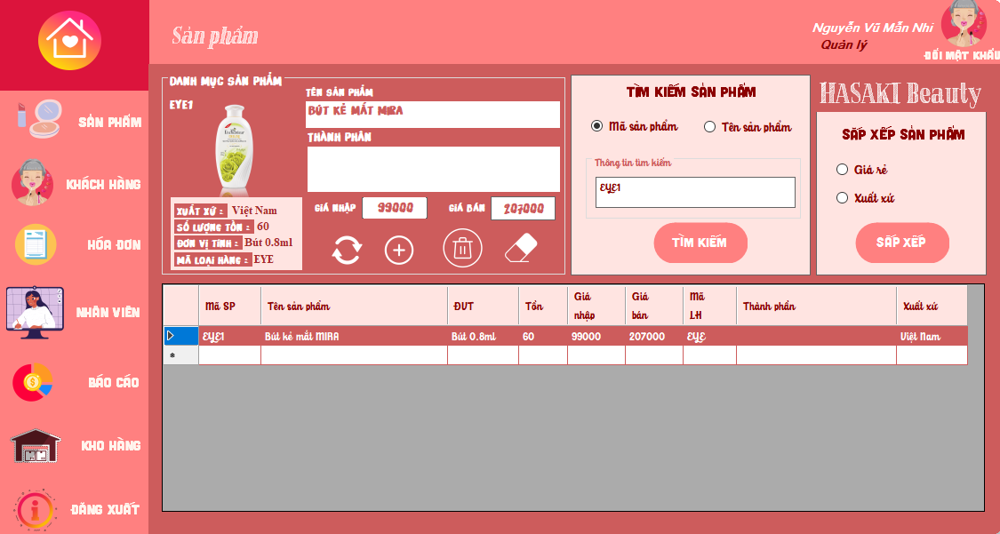 Sản phẩm
Nguyễn Vũ Mẫn Nhi
Quản lý
ĐỔI MẬT KHẨU
SẢN PHẨM
KHÁCH HÀNG
HÓA ĐƠN
NHÂN VIÊN
BÁO CÁO
KHO HÀNG
ĐĂNG XUẤT
DANH MỤC SẢN PHẨM
EYE1
TÊN SẢN PHẨM
BÚT KẺ MẮT MIRA
THÀNH PHẦN
XUẤT XỨ : Việt Nam
SỐ LƯỢNG TỒN : 60
ĐƠN VỊ TÍNH : Bút 0.8ml
MÃ LOẠI HÀNG : EYE
GIÁ NHẬP 99000 GIÁ BÁN 207000
TÌM KIẾM SẢN PHẨM
Mã sản phẩm Tên sản phẩm
Thông tin tìm kiếm
EYE1
TÌM KIẾM
HASAKI Beauty
SẮP XẾP SẢN PHẨM
Giá rẻ
Xuất xứ
SẮP XẾP
Mã SP Tên sản phẩm ĐVT Tồn Giá nhập Giá bán Mã LH Thành phần Xuất xứ
EYE1 Bút kẻ mắt MIRA Bút 0.8ml 60 99000 207000 EYE Việt Nam